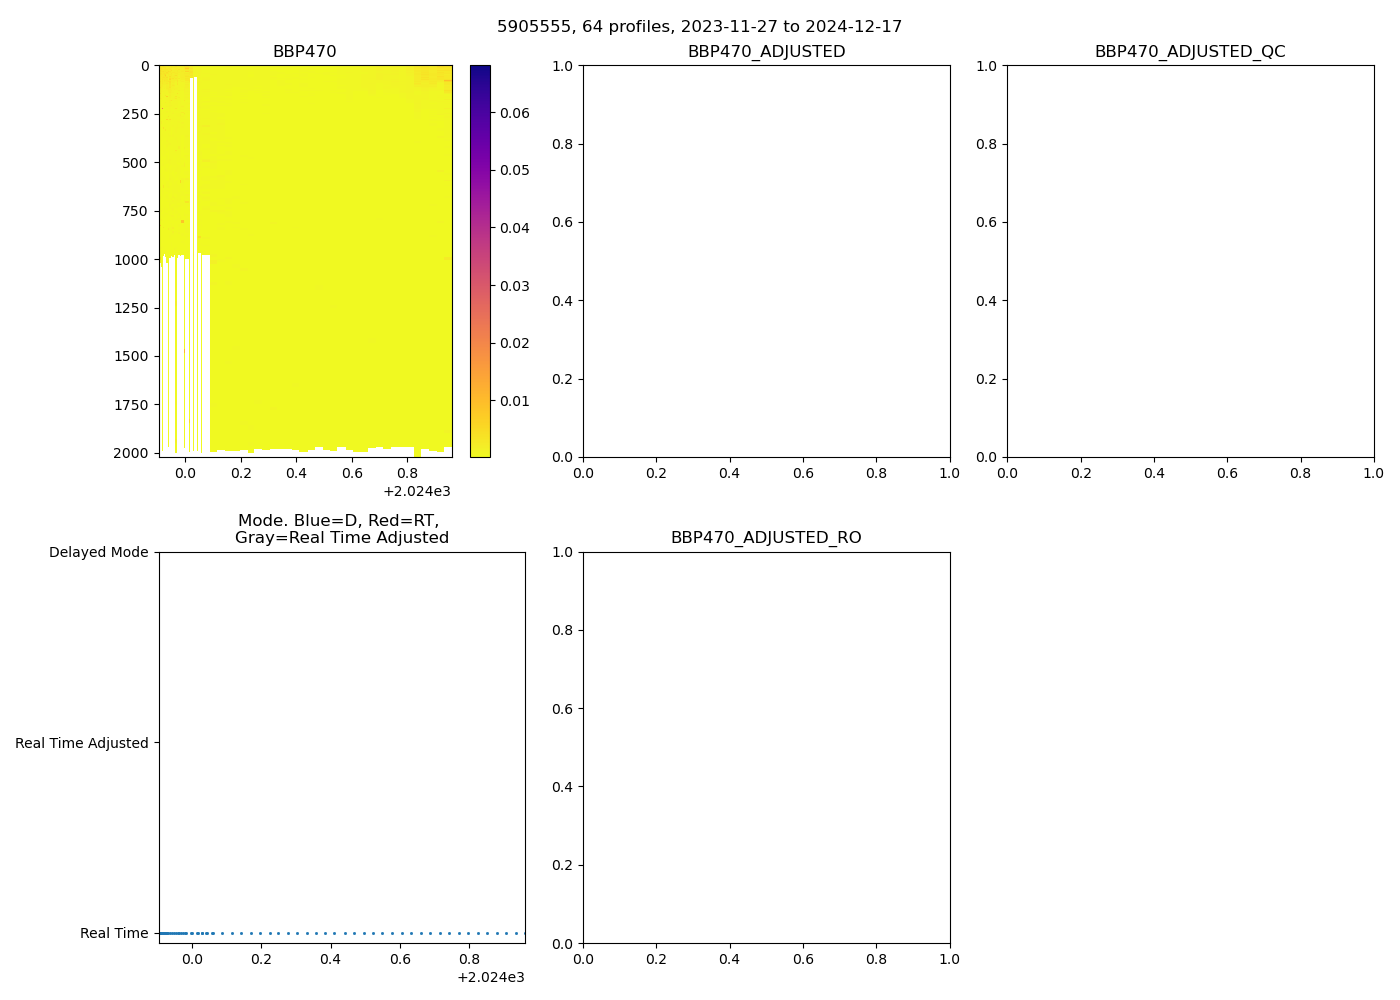 5905555, 64 profiles, 2023-11-27 to 2024-12-17
BBP470
0
250
500
750
1000
1250
1500
1750
2000
0.0 0.2 0.4 0.6 0.8
+2.024e3
0.06
0.05
0.04
0.03
0.02
0.01
BBP470_ADJUSTED
1.0
0.8
0.6
0.4
0.2
0.0
0.0 0.2 0.4 0.6 0.8 1.0
BBP470_ADJUSTED_QC
1.0
0.8
0.6
0.4
0.2
0.0
0.0 0.2 0.4 0.6 0.8 1.0
Mode. Blue=D, Red=RT,
Gray=Real Time Adjusted
Delayed Mode
Real Time Adjusted
Real Time
0.0 0.2 0.4 0.6 0.8
+2.024e3
BBP470_ADJUSTED_RO
1.0
0.8
0.6
0.4
0.2
0.0
0.0 0.2 0.4 0.6 0.8 1.0